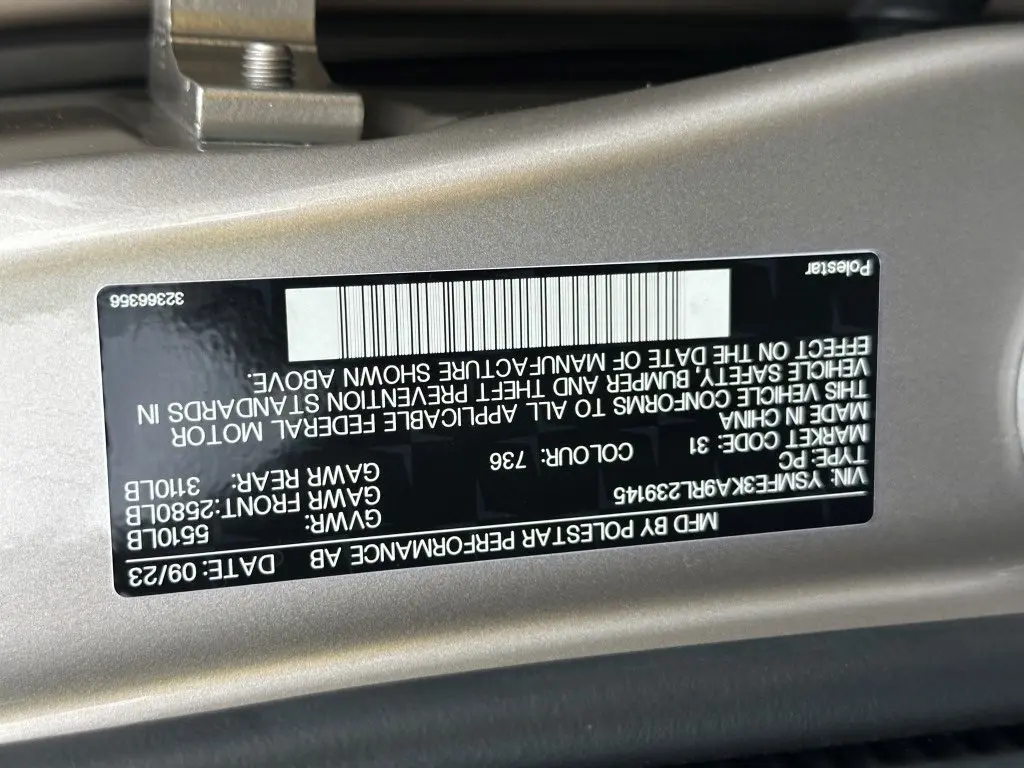 MFD BY POLESTAR PERFORMANCE AB DATE: 09/23
VIN: YSMFE3KA9RL239145 GVWR: 5510LB
TYPE: PC GAWR FRONT: 2580LB
MARKET CODE: 31 COLOUR: 736 GAWR REAR: 3110LB
MADE IN CHINA
THIS VEHICLE CONFORMS TO ALL APPLICABLE FEDERAL MOTOR
VEHICLE SAFETY, BUMPER AND THEFT PREVENTION STANDARDS IN
EFFECT ON THE DATE OF MANUFACTURE SHOWN ABOVE.
Polestar 32366356